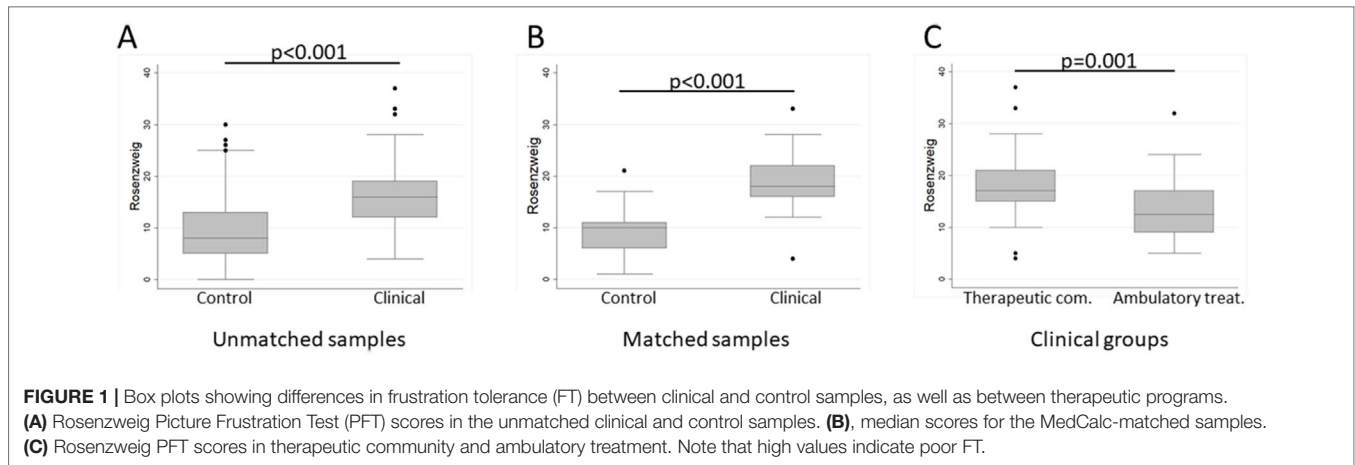 A
p<0.001
Rosenzweig
40
30
20
10
0
Control Clinical
Unmatched samples
B
p<0.001
Rosenzweig
40
30
20
10
0
Control Clinical
Matched samples
C
p=0.001
Rosenzweig
40
30
20
10
0
Therapeutic com. Ambulatory treat.
Clinical groups
FIGURE 1 | Box plots showing differences in frustration tolerance (FT) between clinical and control samples, as well as between therapeutic programs.
(A) Rosenzweig Picture Frustration Test (PFT) scores in the unmatched clinical and control samples. (B), median scores for the MedCalc-matched samples.
(C) Rosenzweig PFT scores in therapeutic community and ambulatory treatment. Note that high values indicate poor FT.